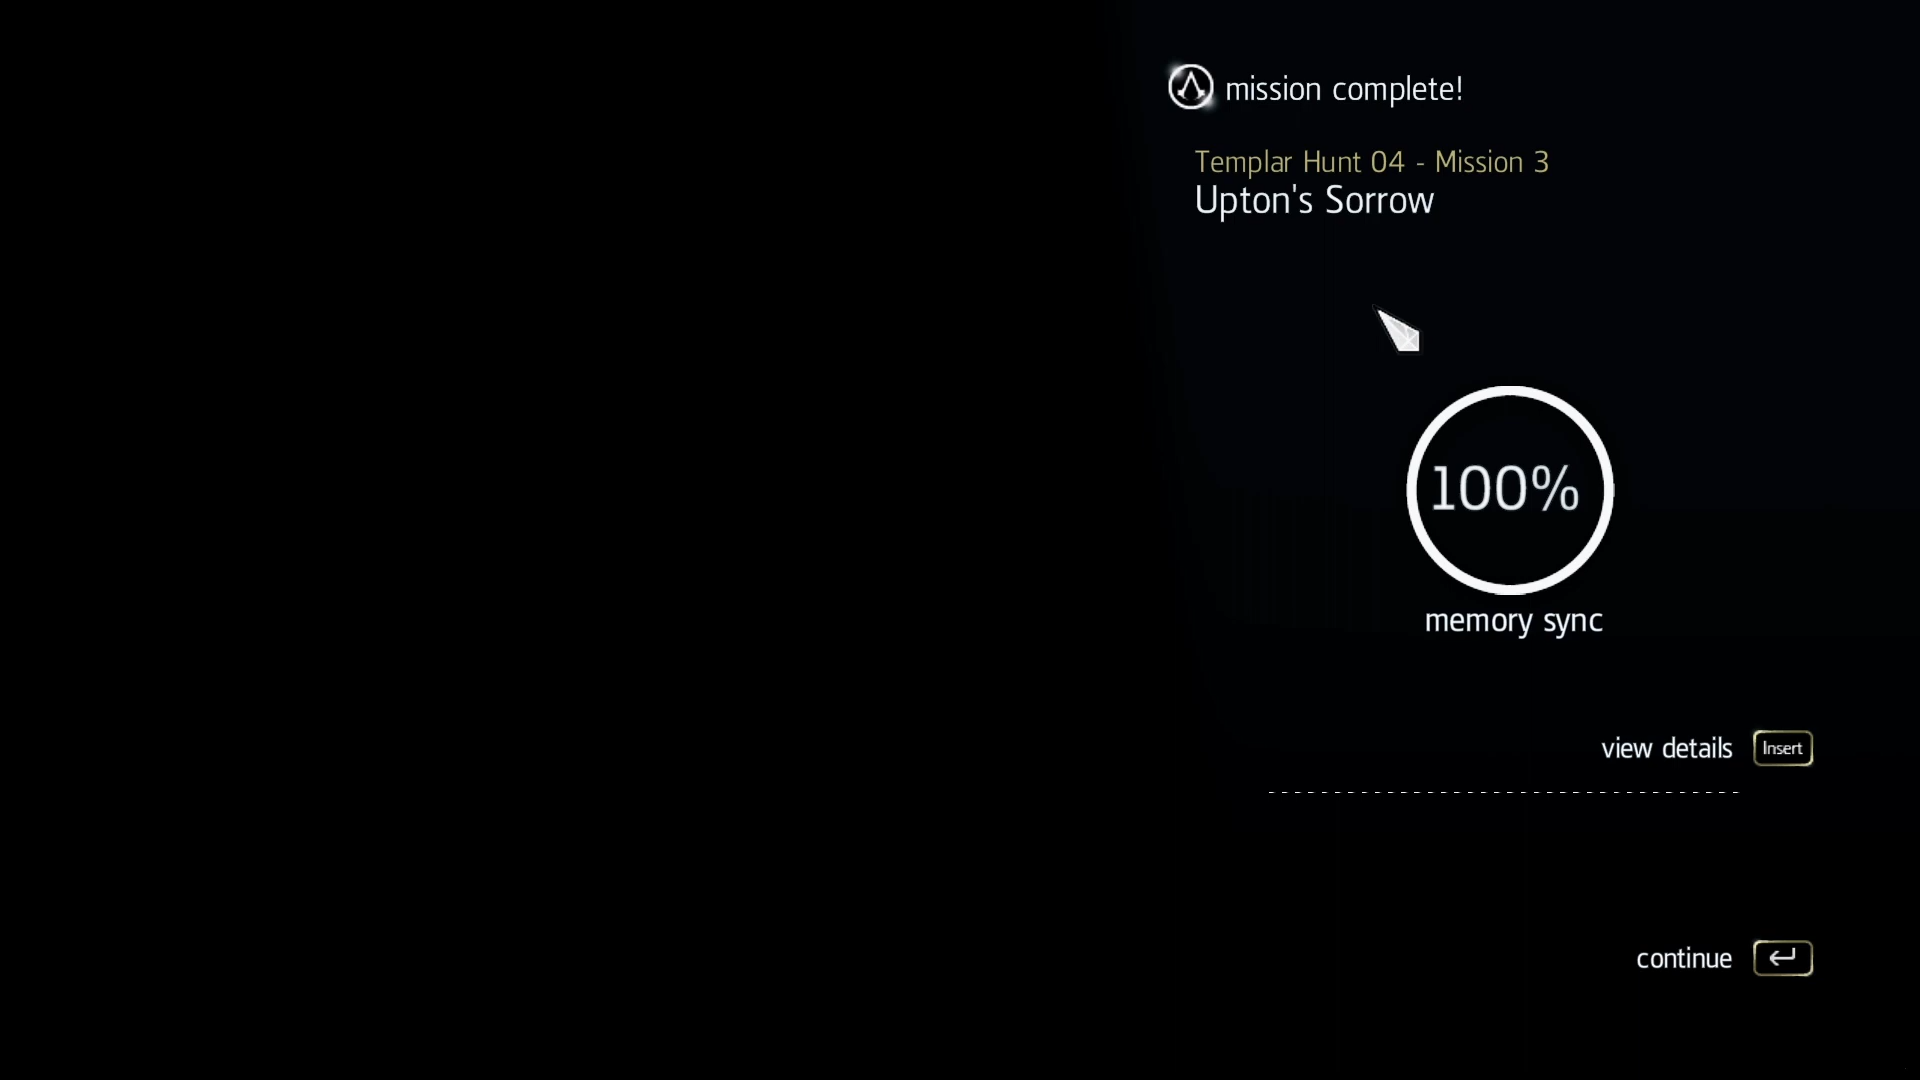 mission complete!
Templar Hunt 04 - Mission 3
Upton's Sorrow
100%
memory sync
view details Insert
continue